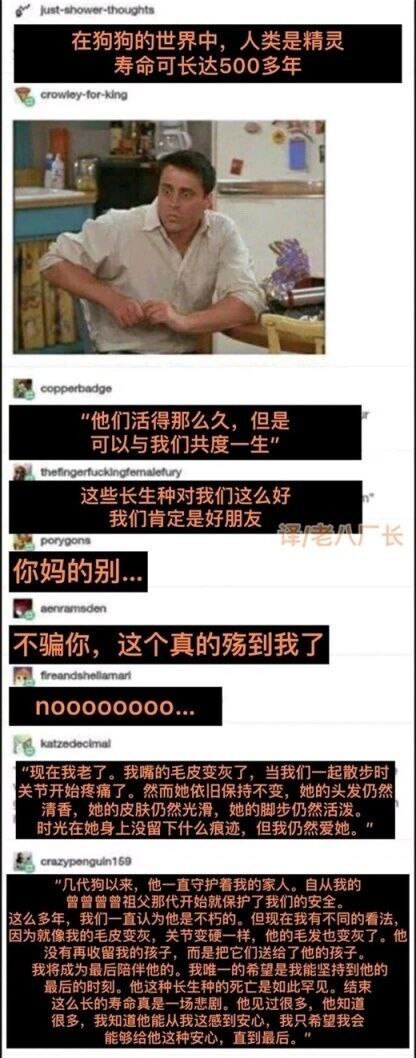 just-shower-thoughts
在狗狗的世界中，人类是精灵
寿命可长达500多年
crowley-for-king
copperbadge
“他们活得那么久，但是
可以与我们共度一生”
thefingerfuckingfemalefury
这些长生种对我们这么好
我们肯定是好朋友
译/老八厂长
porygons
你妈的别...
aenramsden
不骗你，这个真的殇到我了
fireandshellamari
noooooooo...
katzedecimal
“现在我老了。我嘴的毛皮变灰了，当我们一起散步时
关节开始疼痛了。然而她依旧保持不变，她的头发仍然
清香，她的皮肤仍然光滑，她的脚步仍然活泼。
时光在她身上没留下什么痕迹，但我仍然爱她。”
crazypenguin159
“几代狗以来，他一直守护着我的家人。自从我的
曾曾曾曾祖父那代开始就保护了我们的安全。
这么多年，我们一直认为他是不朽的。但现在我有不同的看法，
因为就像我的毛皮变灰，关节变硬一样，他的毛发也变灰了。他
没有再收留我的孩子，而是把它们送给了他的孩子。
我将成为最后陪伴他的。我唯一的希望是我能坚持到他的
最后的时刻。他这种长生种的死亡是如此罕见。结束
这么长的寿命真是一场悲剧。他见过很多，他知道
很多，我知道他能从我这感到安心，我只希望我会
能够给他这种安心，直到最后。”